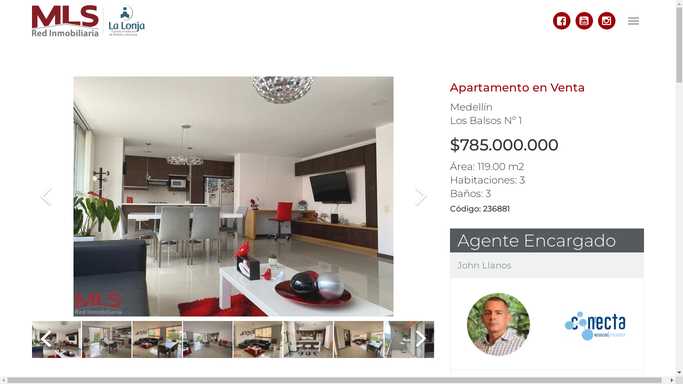 MLS
Red Inmobiliaria
La Lonja
Apartamento en Venta
Medellín
Los Balsos Nº 1
$785.000.000
Área: 119.00 m2
Habitaciones: 3
Baños: 3
Código: 236881
MLS
Red Inmobiliaria
Agente Encargado
John Llanos
conecta